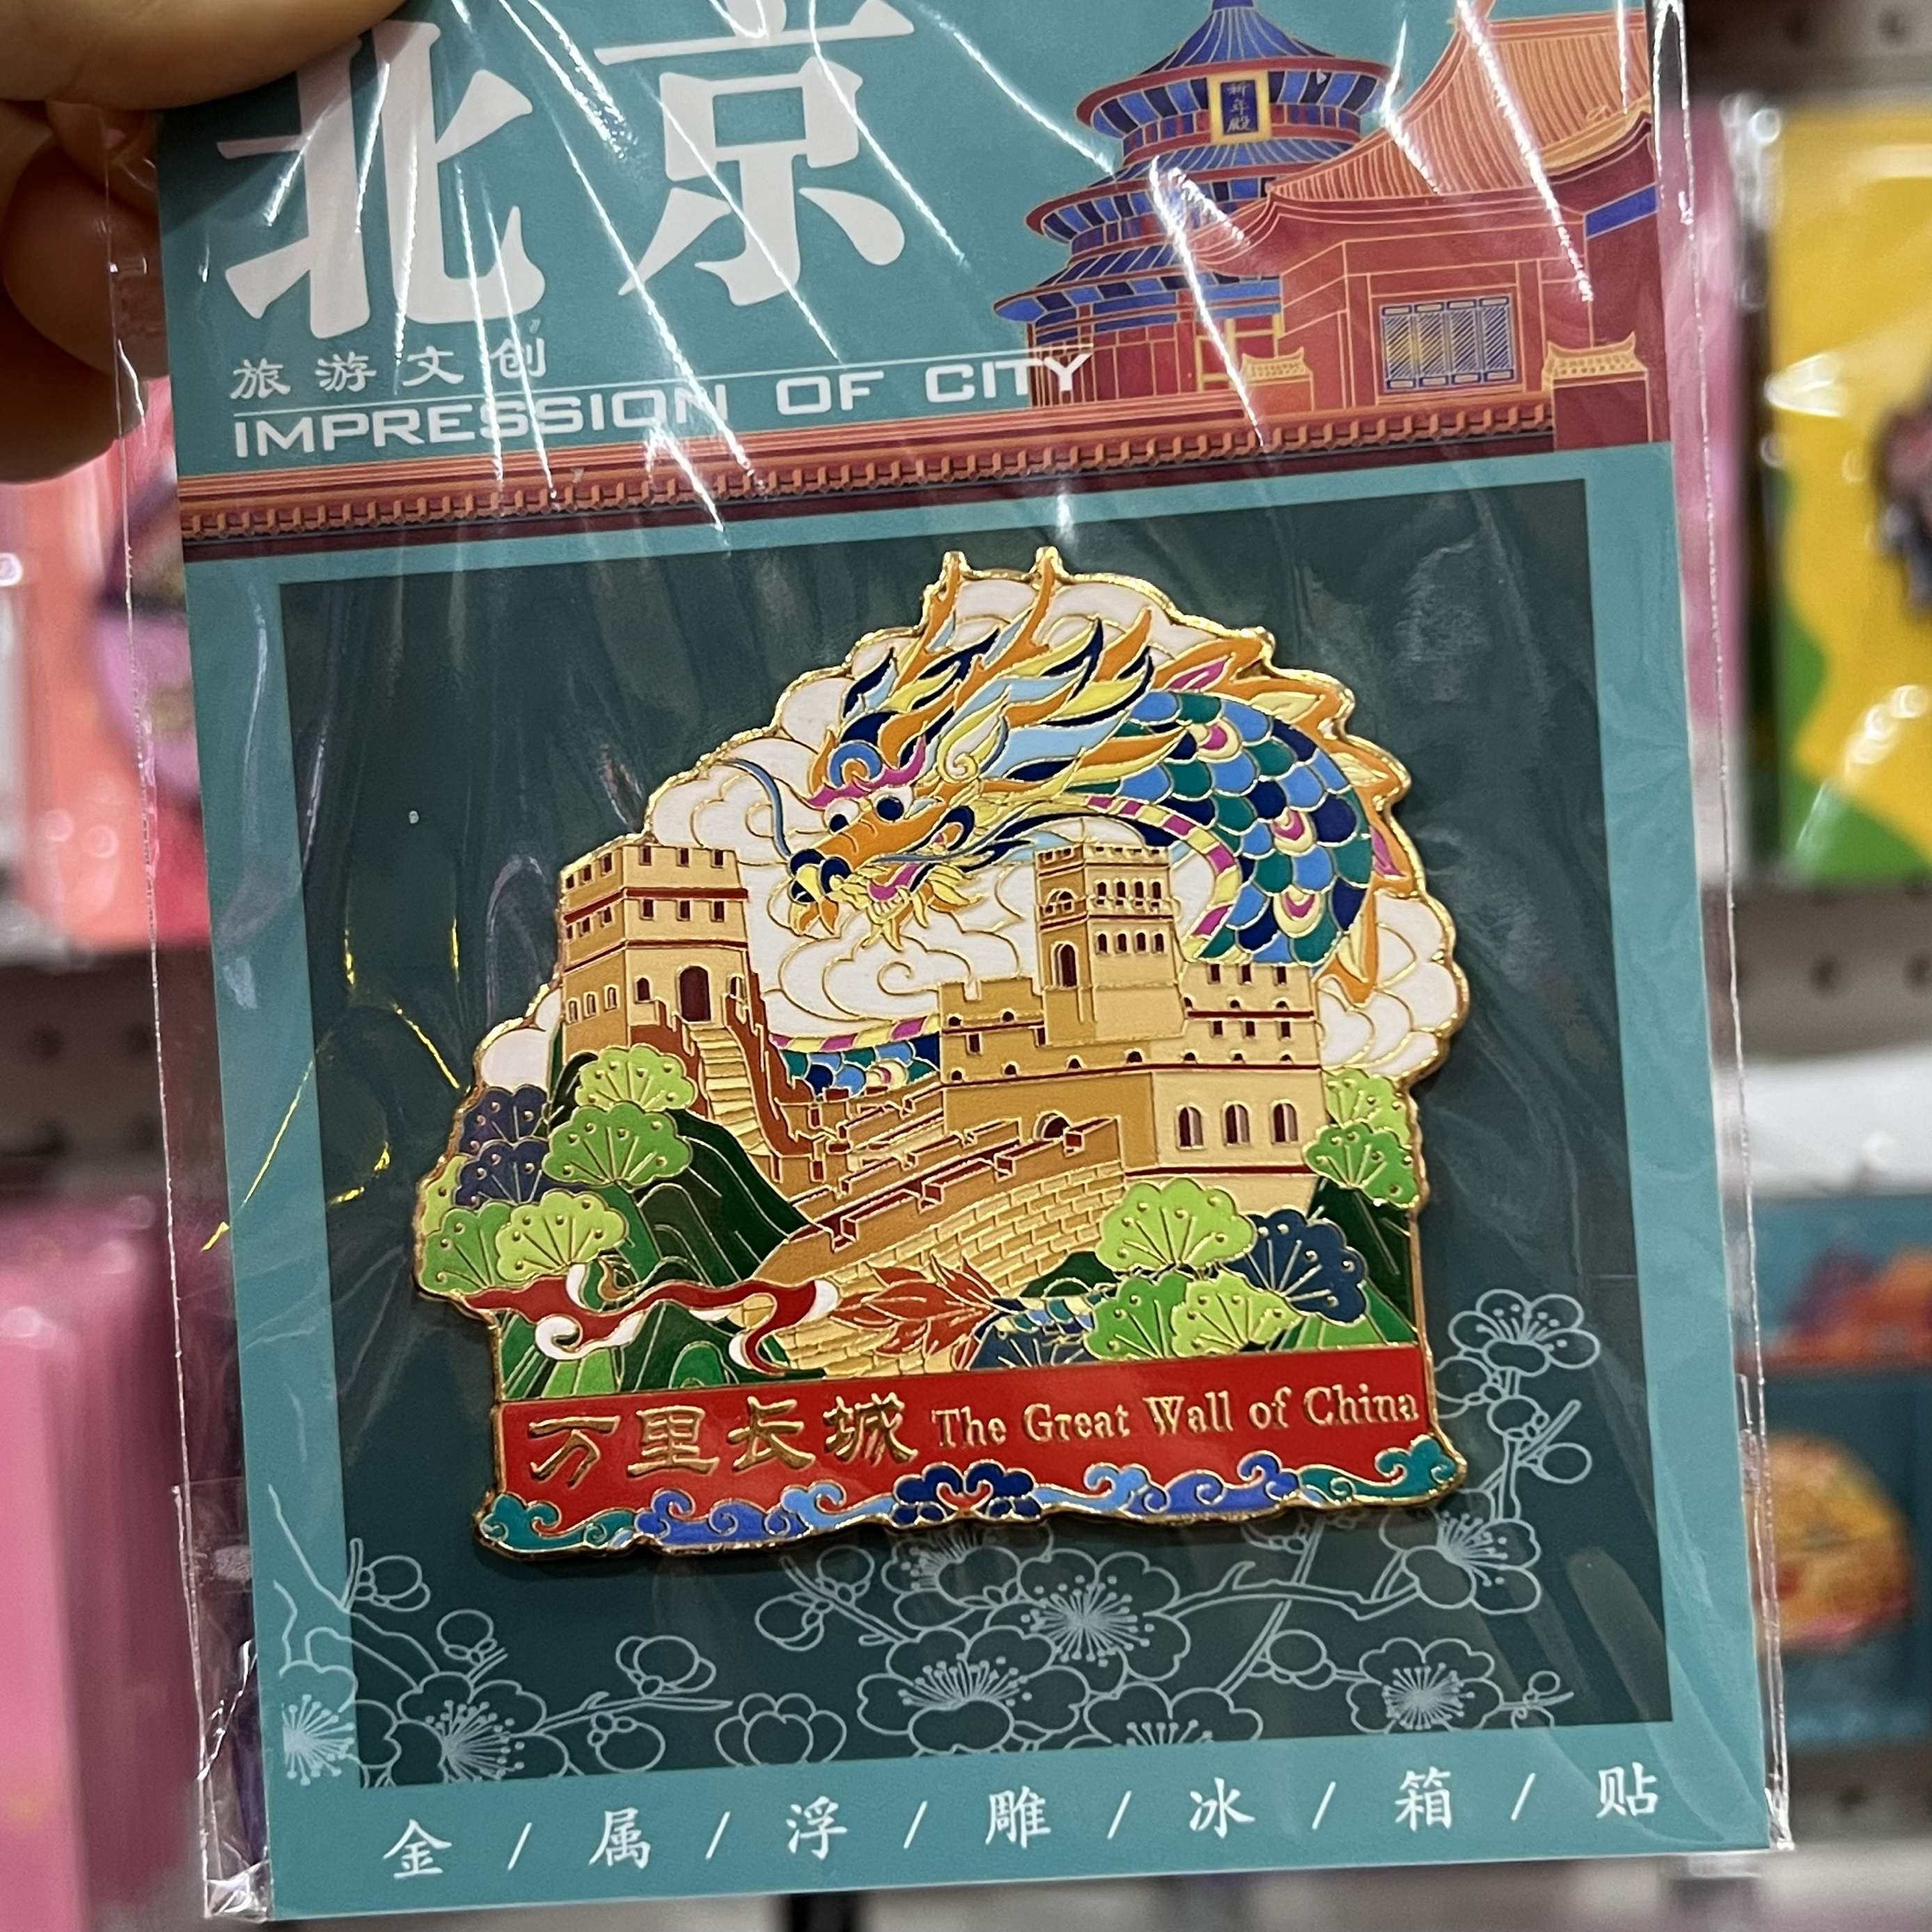 北京
祈年殿
旅游文创
IMPRESSION OF CITY
万里长城 The Great Wall of China
金/属/浮/雕/冰/箱/贴